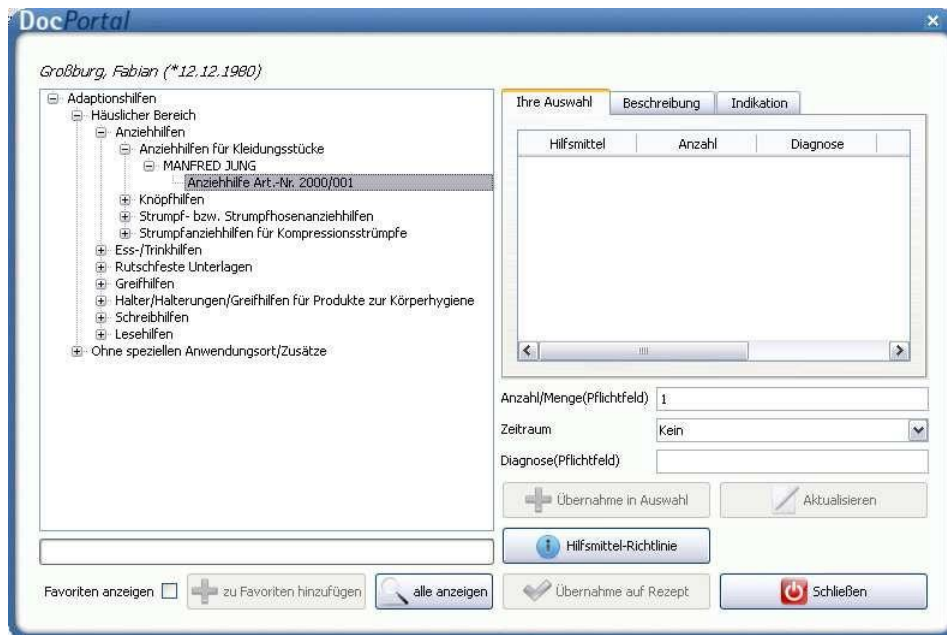 DocPortal
Großburg, Fabian (*12.12.1980)
Adaptionshilfen
Häuslicher Bereich
Anziehhilfen
Anziehhilfen für Kleidungsstücke
MANFRED JUNG
Anziehhilfe Art.-Nr. 2000/001
Knöpfhilfen
Strumpf- bzw. Strumpfhosenanziehhilfen
Strumpfanziehhilfen für Kompressionsstrümpfe
Ess-/Trinkhilfen
Rutschfeste Unterlagen
Greifhilfen
Halter/Halterungen/Greifhilfen für Produkte zur Körperhygiene
Schreibhilfen
Lesehilfen
Ohne speziellen Anwendungsort/Zusätze
Ihre Auswahl Beschreibung Indikation
Hilfsmittel Anzahl Diagnose
Anzahl/Menge(Pflichtfeld) 1
Zeitraum Kein
Diagnose(Pflichtfeld)
Übernahme in Auswahl Aktualisieren
Hilfsmittel-Richtlinie
Favoriten anzeigen zu Favoriten hinzufügen alle anzeigen Übernahme auf Rezept Schließen